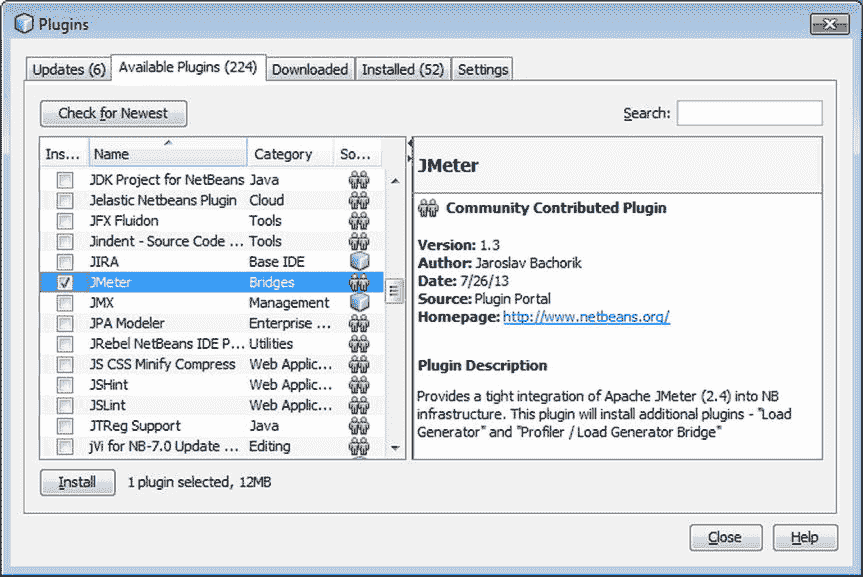 Plugins
Updates (6) Available Plugins (224) Downloaded Installed (52) Settings
Check for Newest Search:
Ins... Name Category So...
JDK Project for NetBeans Java
Jelastic Netbeans Plugin Cloud
JFX Fluidon Tools
Jindent - Source Code ... Tools
JIRA Base IDE
JMeter Bridges
JMX Management
JPA Modeler Enterprise ...
JRebel NetBeans IDE P... Utilities
JS CSS Minify Compress Web Applic...
JSHint Web Applic...
JSLint Web Applic...
JTReg Support Java
jVi for NB-7.0 Update ... Editing
JMeter
Community Contributed Plugin
Version: 1.3
Author: Jaroslav Bachorik
Date: 7/26/13
Source: Plugin Portal
Homepage: http://www.netbeans.org/
Plugin Description
Provides a tight integration of Apache JMeter (2.4) into NB
infrastructure. This plugin will install additional plugins - "Load
Generator" and "Profiler / Load Generator Bridge"
Install 1 plugin selected, 12MB
Close Help